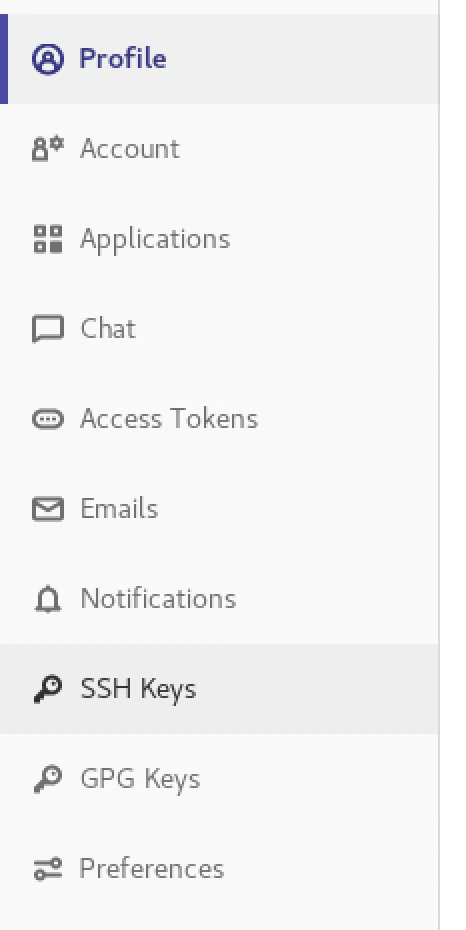 Profile
Account
Applications
Chat
Access Tokens
Emails
Notifications
SSH Keys
GPG Keys
Preferences